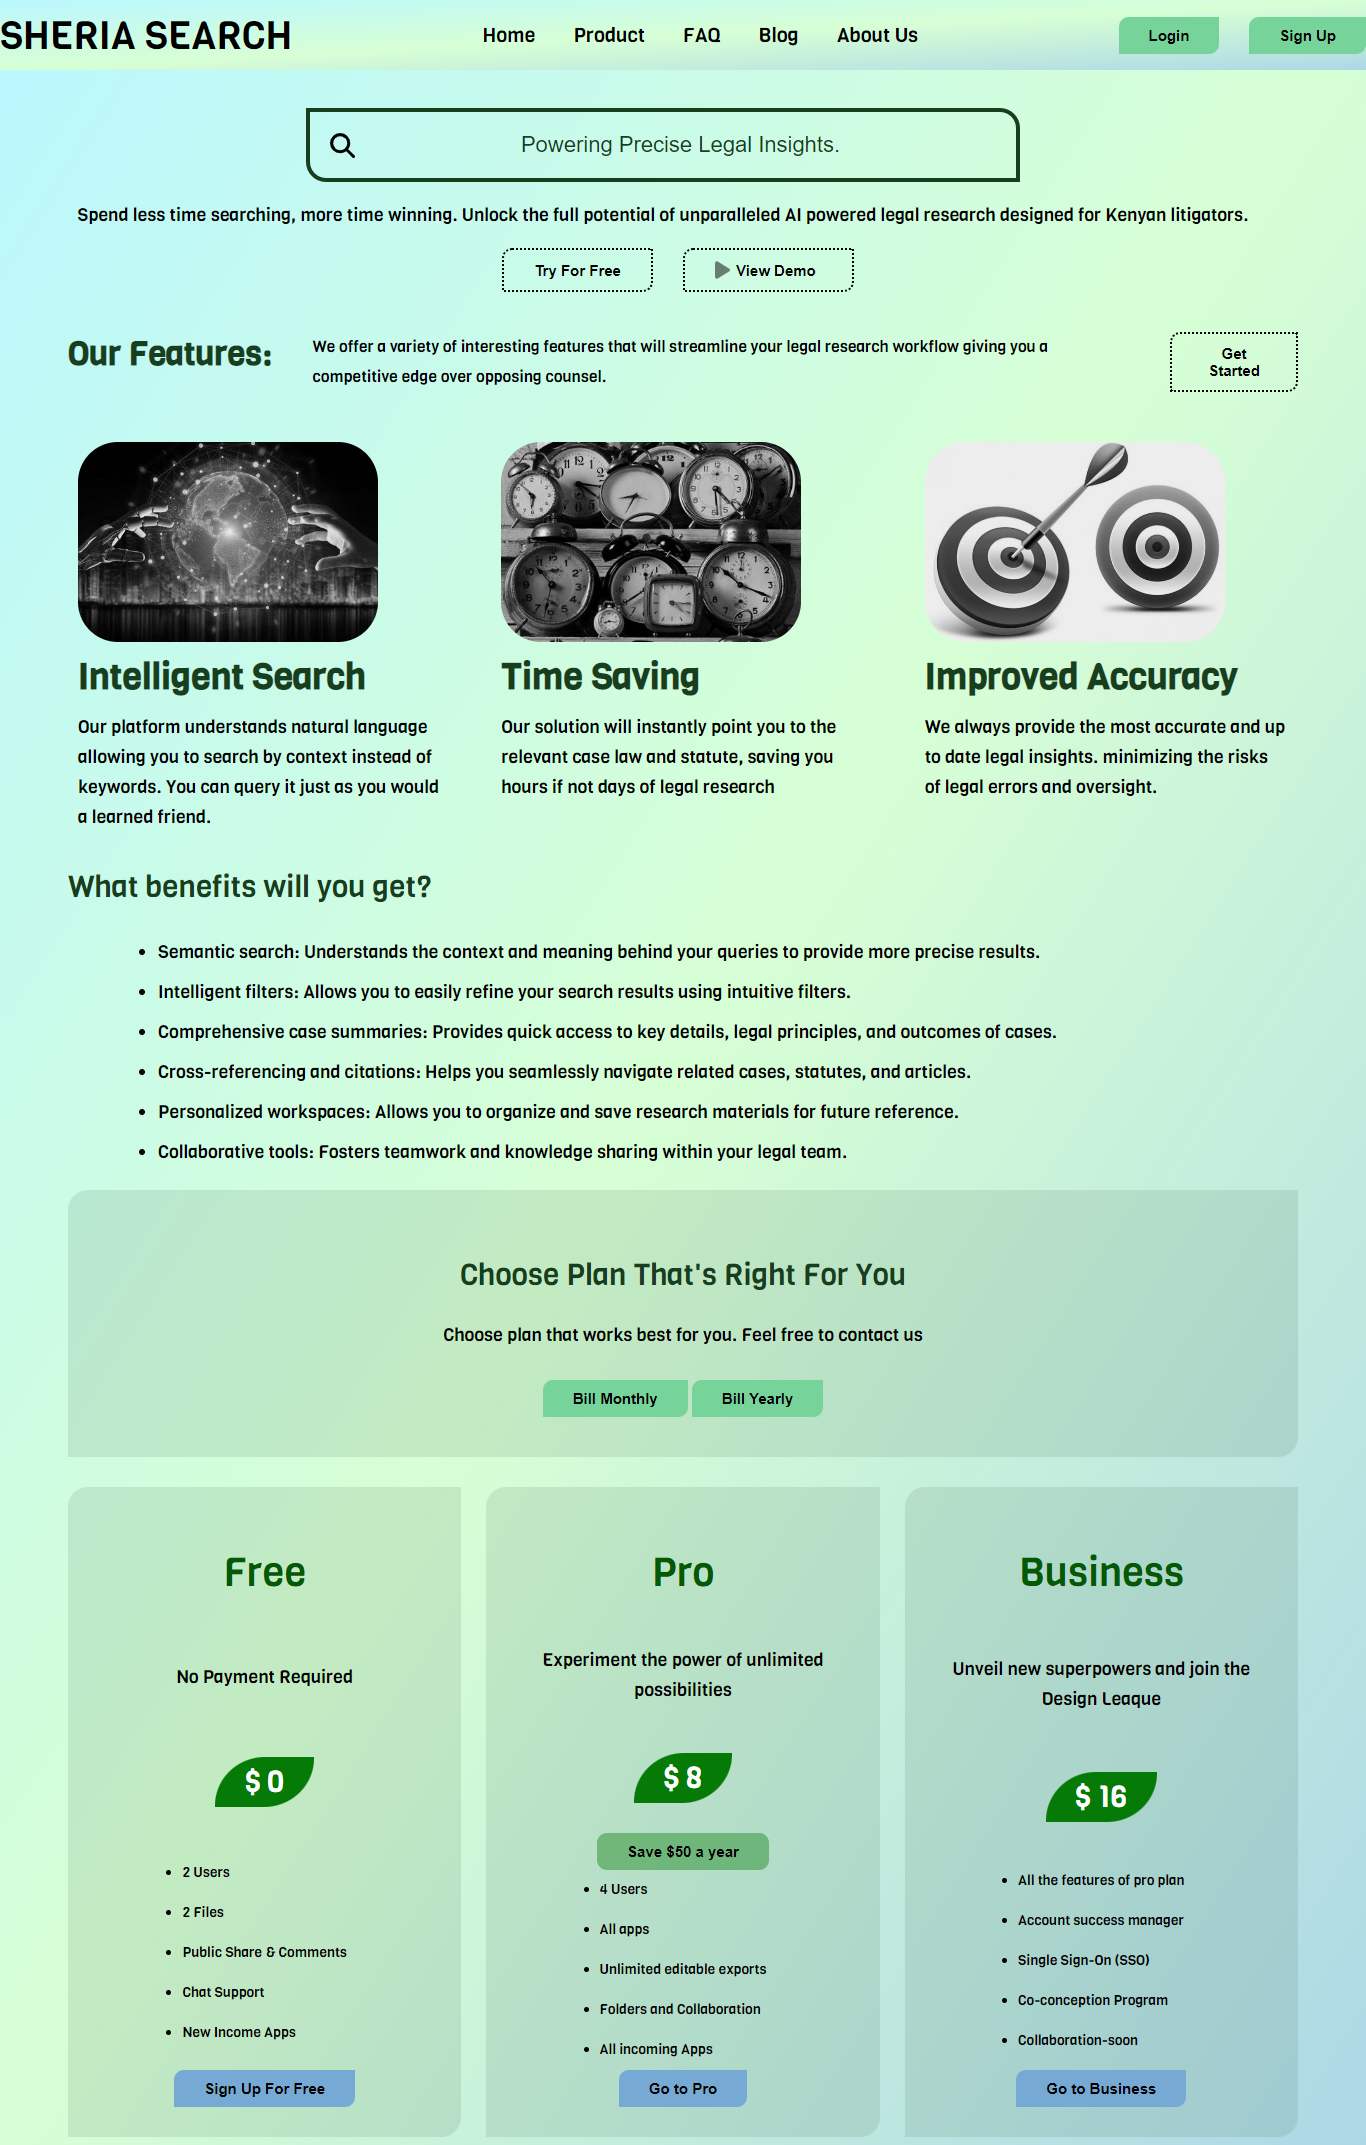 SHERIA SEARCH
Home
Product
FAQ
Blog
About Us
Login
Sign Up
Powering Precise Legal Insights.
Spend less time searching, more time winning. Unlock the full potential of unparalleled AI powered legal research designed for Kenyan litigators.
Try For Free
View Demo
Our Features:
We offer a variety of interesting features that will streamline your legal research workflow giving you a
competitive edge over opposing counsel.
Get
Started
Intelligent Search
Our platform understands natural language
allowing you to search by context instead of
keywords. You can query it just as you would
a learned friend.
Time Saving
Our solution will instantly point you to the
relevant case law and statute, saving you
hours if not days of legal research
Improved Accuracy
We always provide the most accurate and up
to date legal insights. minimizing the risks
of legal errors and oversight.
What benefits will you get?
Semantic search: Understands the context and meaning behind your queries to provide more precise results.
Intelligent filters: Allows you to easily refine your search results using intuitive filters.
Comprehensive case summaries: Provides quick access to key details, legal principles, and outcomes of cases.
Cross-referencing and citations: Helps you seamlessly navigate related cases, statutes, and articles.
Personalized workspaces: Allows you to organize and save research materials for future reference.
Collaborative tools: Fosters teamwork and knowledge sharing within your legal team.
Choose Plan That's Right For You
Choose plan that works best for you. Feel free to contact us
Bill Monthly
Bill Yearly
Free
No Payment Required
$ 0
2 Users
2 Files
Public Share & Comments
Chat Support
New Income Apps
Sign Up For Free
Pro
Experiment the power of unlimited
possibilities
$ 8
Save $50 a year
4 Users
All apps
Unlimited editable exports
Folders and Collaboration
All incoming Apps
Go to Pro
Business
Unveil new superpowers and join the
Design Leaque
$ 16
All the features of pro plan
Account success manager
Single Sign-On (SSO)
Co-conception Program
Collaboration-soon
Go to Business